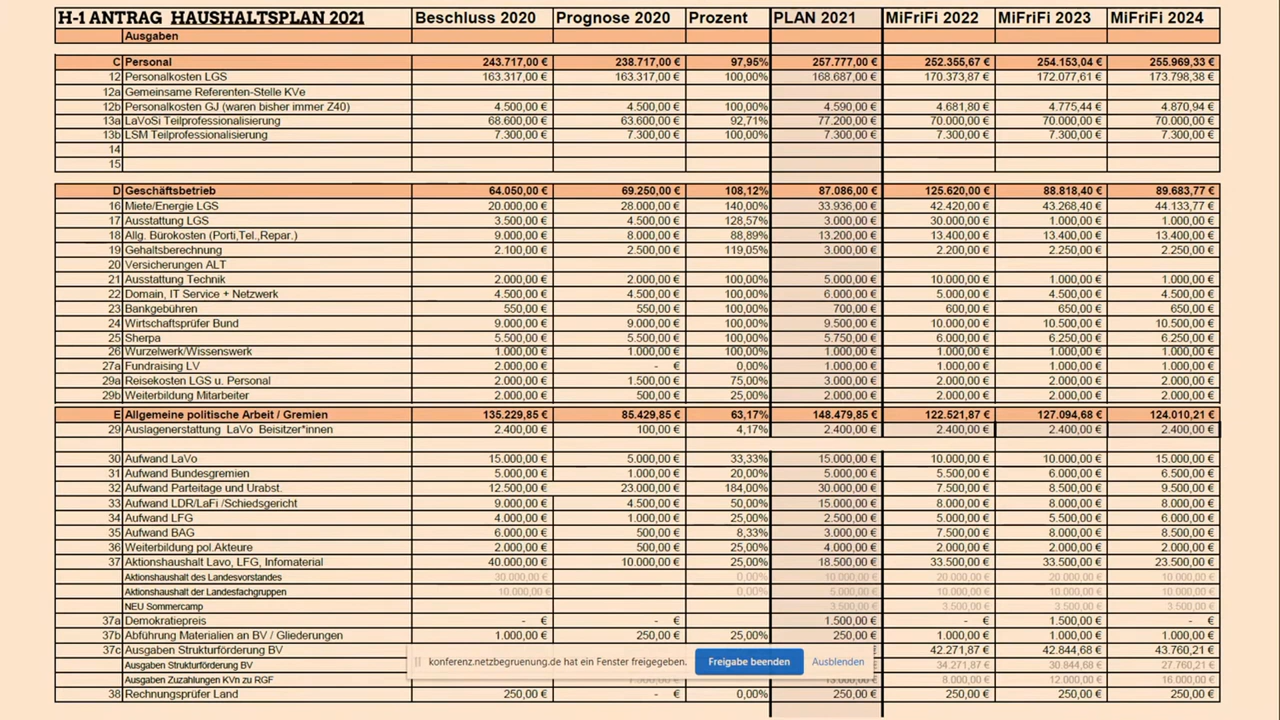 H-1 ANTRAG HAUSHALTSPLAN 2021 Beschluss 2020 Prognose 2020 Prozent PLAN 2021 MiFriFi 2022 MiFriFi 2023 MiFriFi 2024
Ausgaben
C Personal 243.717,00 € 238.717,00 € 97,95% 257.777,00 € 252.355,67 € 254.153,04 € 255.969,33 €
12 Personalkosten LGS 163.317,00 € 163.317,00 € 100,00% 168.687,00 € 170.373,87 € 172.077,61 € 173.798,38 €
12a Gemeinsame Referenten-Stelle KVe
12b Personalkosten GJ (waren bisher immer Z40) 4.500,00 € 4.500,00 € 100,00% 4.590,00 € 4.681,80 € 4.775,44 € 4.870,94 €
13a LaVoSi Teilprofessionalisierung 68.600,00 € 63.600,00 € 92,71% 77.200,00 € 70.000,00 € 70.000,00 € 70.000,00 €
13b LSM Teilprofessionalisierung 7.300,00 € 7.300,00 € 100,00% 7.300,00 € 7.300,00 € 7.300,00 € 7.300,00 €
14
15
D Geschäftsbetrieb 64.050,00 € 69.250,00 € 108,12% 87.086,00 € 125.620,00 € 88.818,40 € 89.683,77 €
16 Miete/Energie LGS 20.000,00 € 28.000,00 € 140,00% 33.936,00 € 42.420,00 € 43.268,40 € 44.133,77 €
17 Ausstattung LGS 3.500,00 € 4.500,00 € 128,57% 3.000,00 € 30.000,00 € 1.000,00 € 1.000,00 €
18 Allg. Bürokosten (Porti,Tel.,Repar.) 9.000,00 € 8.000,00 € 88,89% 13.200,00 € 13.400,00 € 13.400,00 € 13.400,00 €
19 Gehaltsberechnung 2.100,00 € 2.500,00 € 119,05% 3.000,00 € 2.200,00 € 2.250,00 € 2.250,00 €
20 Versicherungen ALT
21 Ausstattung Technik 2.000,00 € 2.000,00 € 100,00% 5.000,00 € 10.000,00 € 1.000,00 € 1.000,00 €
22 Domain, IT Service + Netzwerk 4.500,00 € 4.500,00 € 100,00% 6.000,00 € 5.000,00 € 4.500,00 € 4.500,00 €
23 Bankgebühren 550,00 € 550,00 € 100,00% 700,00 € 600,00 € 650,00 € 650,00 €
24 Wirtschaftsprüfer Bund 9.000,00 € 9.000,00 € 100,00% 9.500,00 € 10.000,00 € 10.500,00 € 10.500,00 €
25 Sherpa 5.500,00 € 5.500,00 € 100,00% 5.750,00 € 6.000,00 € 6.250,00 € 6.250,00 €
26 Wurzelwerk/Wissenswerk 1.000,00 € 1.000,00 € 100,00% 1.000,00 € 1.000,00 € 1.000,00 € 1.000,00 €
27a Fundraising LV 2.000,00 € - € 0,00% 1.000,00 € 1.000,00 € 1.000,00 € 1.000,00 €
29a Reisekosten LGS u. Personal 2.000,00 € 1.500,00 € 75,00% 3.000,00 € 2.000,00 € 2.000,00 € 2.000,00 €
29b Weiterbildung Mitarbeiter 2.000,00 € 500,00 € 25,00% 2.000,00 € 2.000,00 € 2.000,00 € 2.000,00 €
E Allgemeine politische Arbeit / Gremien 135.229,85 € 85.429,85 € 63,17% 148.479,85 € 122.521,87 € 127.094,68 € 124.010,21 €
29 Auslagenerstattung LaVo Beisitzer*innen 2.400,00 € 100,00 € 4,17% 2.400,00 € 2.400,00 € 2.400,00 € 2.400,00 €
30 Aufwand LaVo 15.000,00 € 5.000,00 € 33,33% 15.000,00 € 10.000,00 € 10.000,00 € 15.000,00 €
31 Aufwand Bundesgremien 5.000,00 € 1.000,00 € 20,00% 5.000,00 € 5.500,00 € 6.000,00 € 6.500,00 €
32 Aufwand Parteitage und Urabst. 12.500,00 € 23.000,00 € 184,00% 30.000,00 € 7.500,00 € 8.500,00 € 9.500,00 €
33 Aufwand LDR/LaFi /Schiedsgericht 9.000,00 € 4.500,00 € 50,00% 15.000,00 € 8.000,00 € 8.000,00 € 8.000,00 €
34 Aufwand LFG 4.000,00 € 1.000,00 € 25,00% 2.500,00 € 5.000,00 € 5.500,00 € 6.000,00 €
35 Aufwand BAG 6.000,00 € 500,00 € 8,33% 3.000,00 € 7.500,00 € 8.000,00 € 8.500,00 €
36 Weiterbildung pol.Akteure 2.000,00 € 500,00 € 25,00% 4.000,00 € 2.000,00 € 2.000,00 € 2.000,00 €
37 Aktionshaushalt Lavo, LFG, Infomaterial 40.000,00 € 10.000,00 € 25,00% 18.500,00 € 33.500,00 € 33.500,00 € 23.500,00 €
Aktionshaushalt des Landesvorstandes 30.000,00 € 0,00% 10.000,00 € 20.000,00 € 20.000,00 € 10.000,00 €
Aktionshaushalt der Landesfachgruppen 10.000,00 € 0,00% 5.000,00 € 10.000,00 € 10.000,00 € 10.000,00 €
NEU Sommercamp 3.500,00 € 3.500,00 € 3.500,00 € 3.500,00 €
37a Demokratiepreis - € - € 1.500,00 € - € 1.500,00 € - €
37b Abführung Materialien an BV / Gliederungen 1.000,00 € 250,00 € 25,00% 250,00 € 1.000,00 € 1.000,00 € 1.000,00 €
37c Ausgaben Strukturförderung BV 42.271,87 € 42.844,68 € 43.760,21 €
konferenz.netzbegruenung.de hat ein Fenster freigegeben. Freigabe beenden Ausblenden
Ausgaben Strukturförderung BV 34.271,87 € 30.844,68 € 27.760,21 €
Ausgaben Zuzahlungen KVn zu RGF 13.000,00 € 8.000,00 € 12.000,00 € 16.000,00 €
38 Rechnungsprüfer Land 250,00 € - € 0,00% 250,00 € 250,00 € 250,00 € 250,00 €